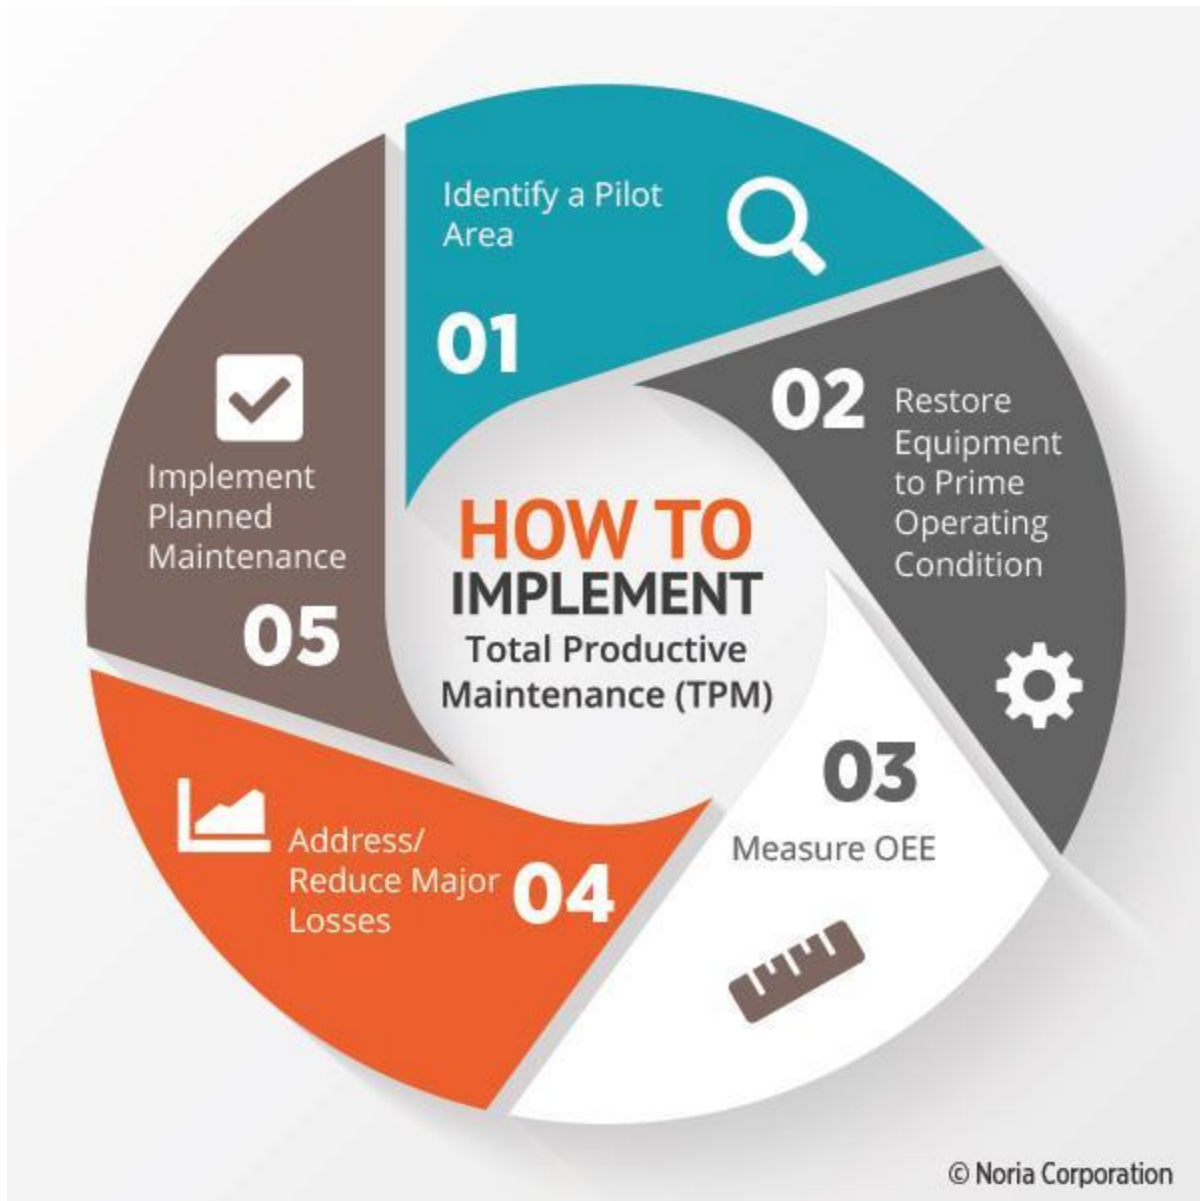 HOW TO
IMPLEMENT
Total Productive
Maintenance (TPM)
Identify a Pilot
Area
01
02
Restore
Equipment
to Prime
Operating
Condition
03
Measure OEE
Address/
Reduce Major
Losses
04
Implement
Planned
Maintenance
05
© Noria Corporation